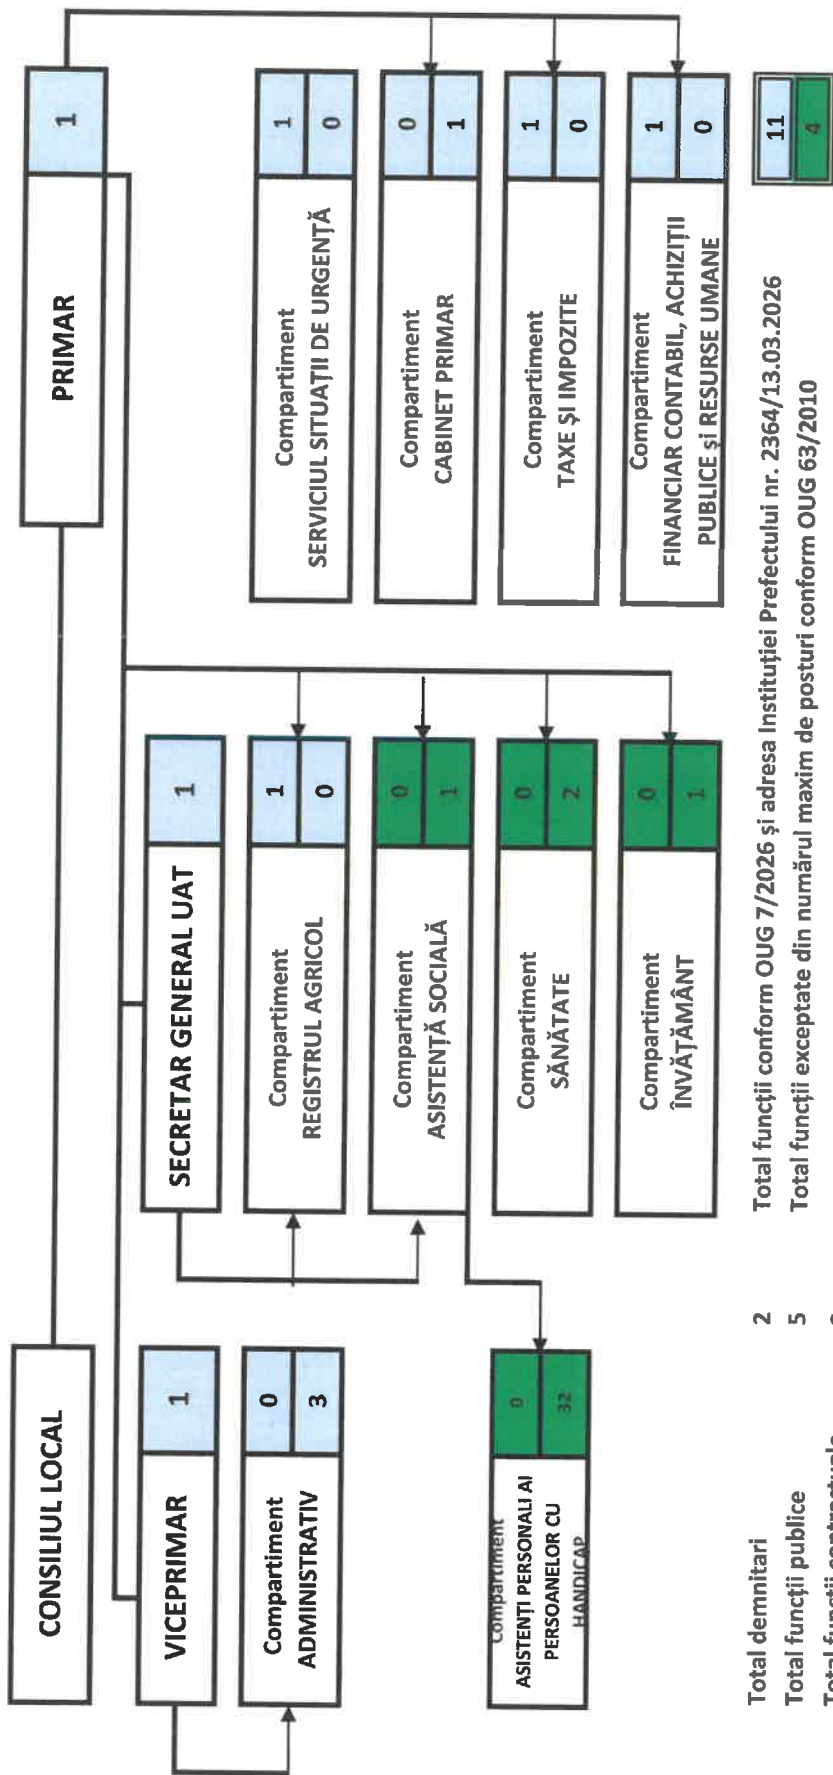 CONSILIUL LOCAL
PRIMAR
1
VICEPRIMAR
1
Compartiment
ADMINISTRATIV
0
3
Compartiment
ASISTENȚI PERSONALI AI
PERSOANELOR CU
HANDICAP
0
32
SECRETAR GENERAL UAT
1
Compartiment
REGISTRUL AGRICOL
1
0
Compartiment
ASISTENȚĂ SOCIALĂ
0
1
Compartiment
SĂNĂTATE
0
2
Compartiment
ÎNVĂȚĂMÂNT
0
1
Compartiment
SERVICIUL SITUAȚII DE URGENȚĂ
1
0
Compartiment
CABINET PRIMAR
0
1
Compartiment
TAXE ȘI IMPOZITE
1
0
Compartiment
FINANCIAR CONTABIL, ACHIZIȚII
PUBLICE și RESURSE UMANE
1
0
Total demnitari 2
Total funcții publice 5
Total funcții contractuale
Total funcții conform OUG 7/2026 și adresa Instituției Prefectului nr. 2364/13.03.2026 11
Total funcții exceptate din numărul maxim de posturi conform OUG 63/2010 4